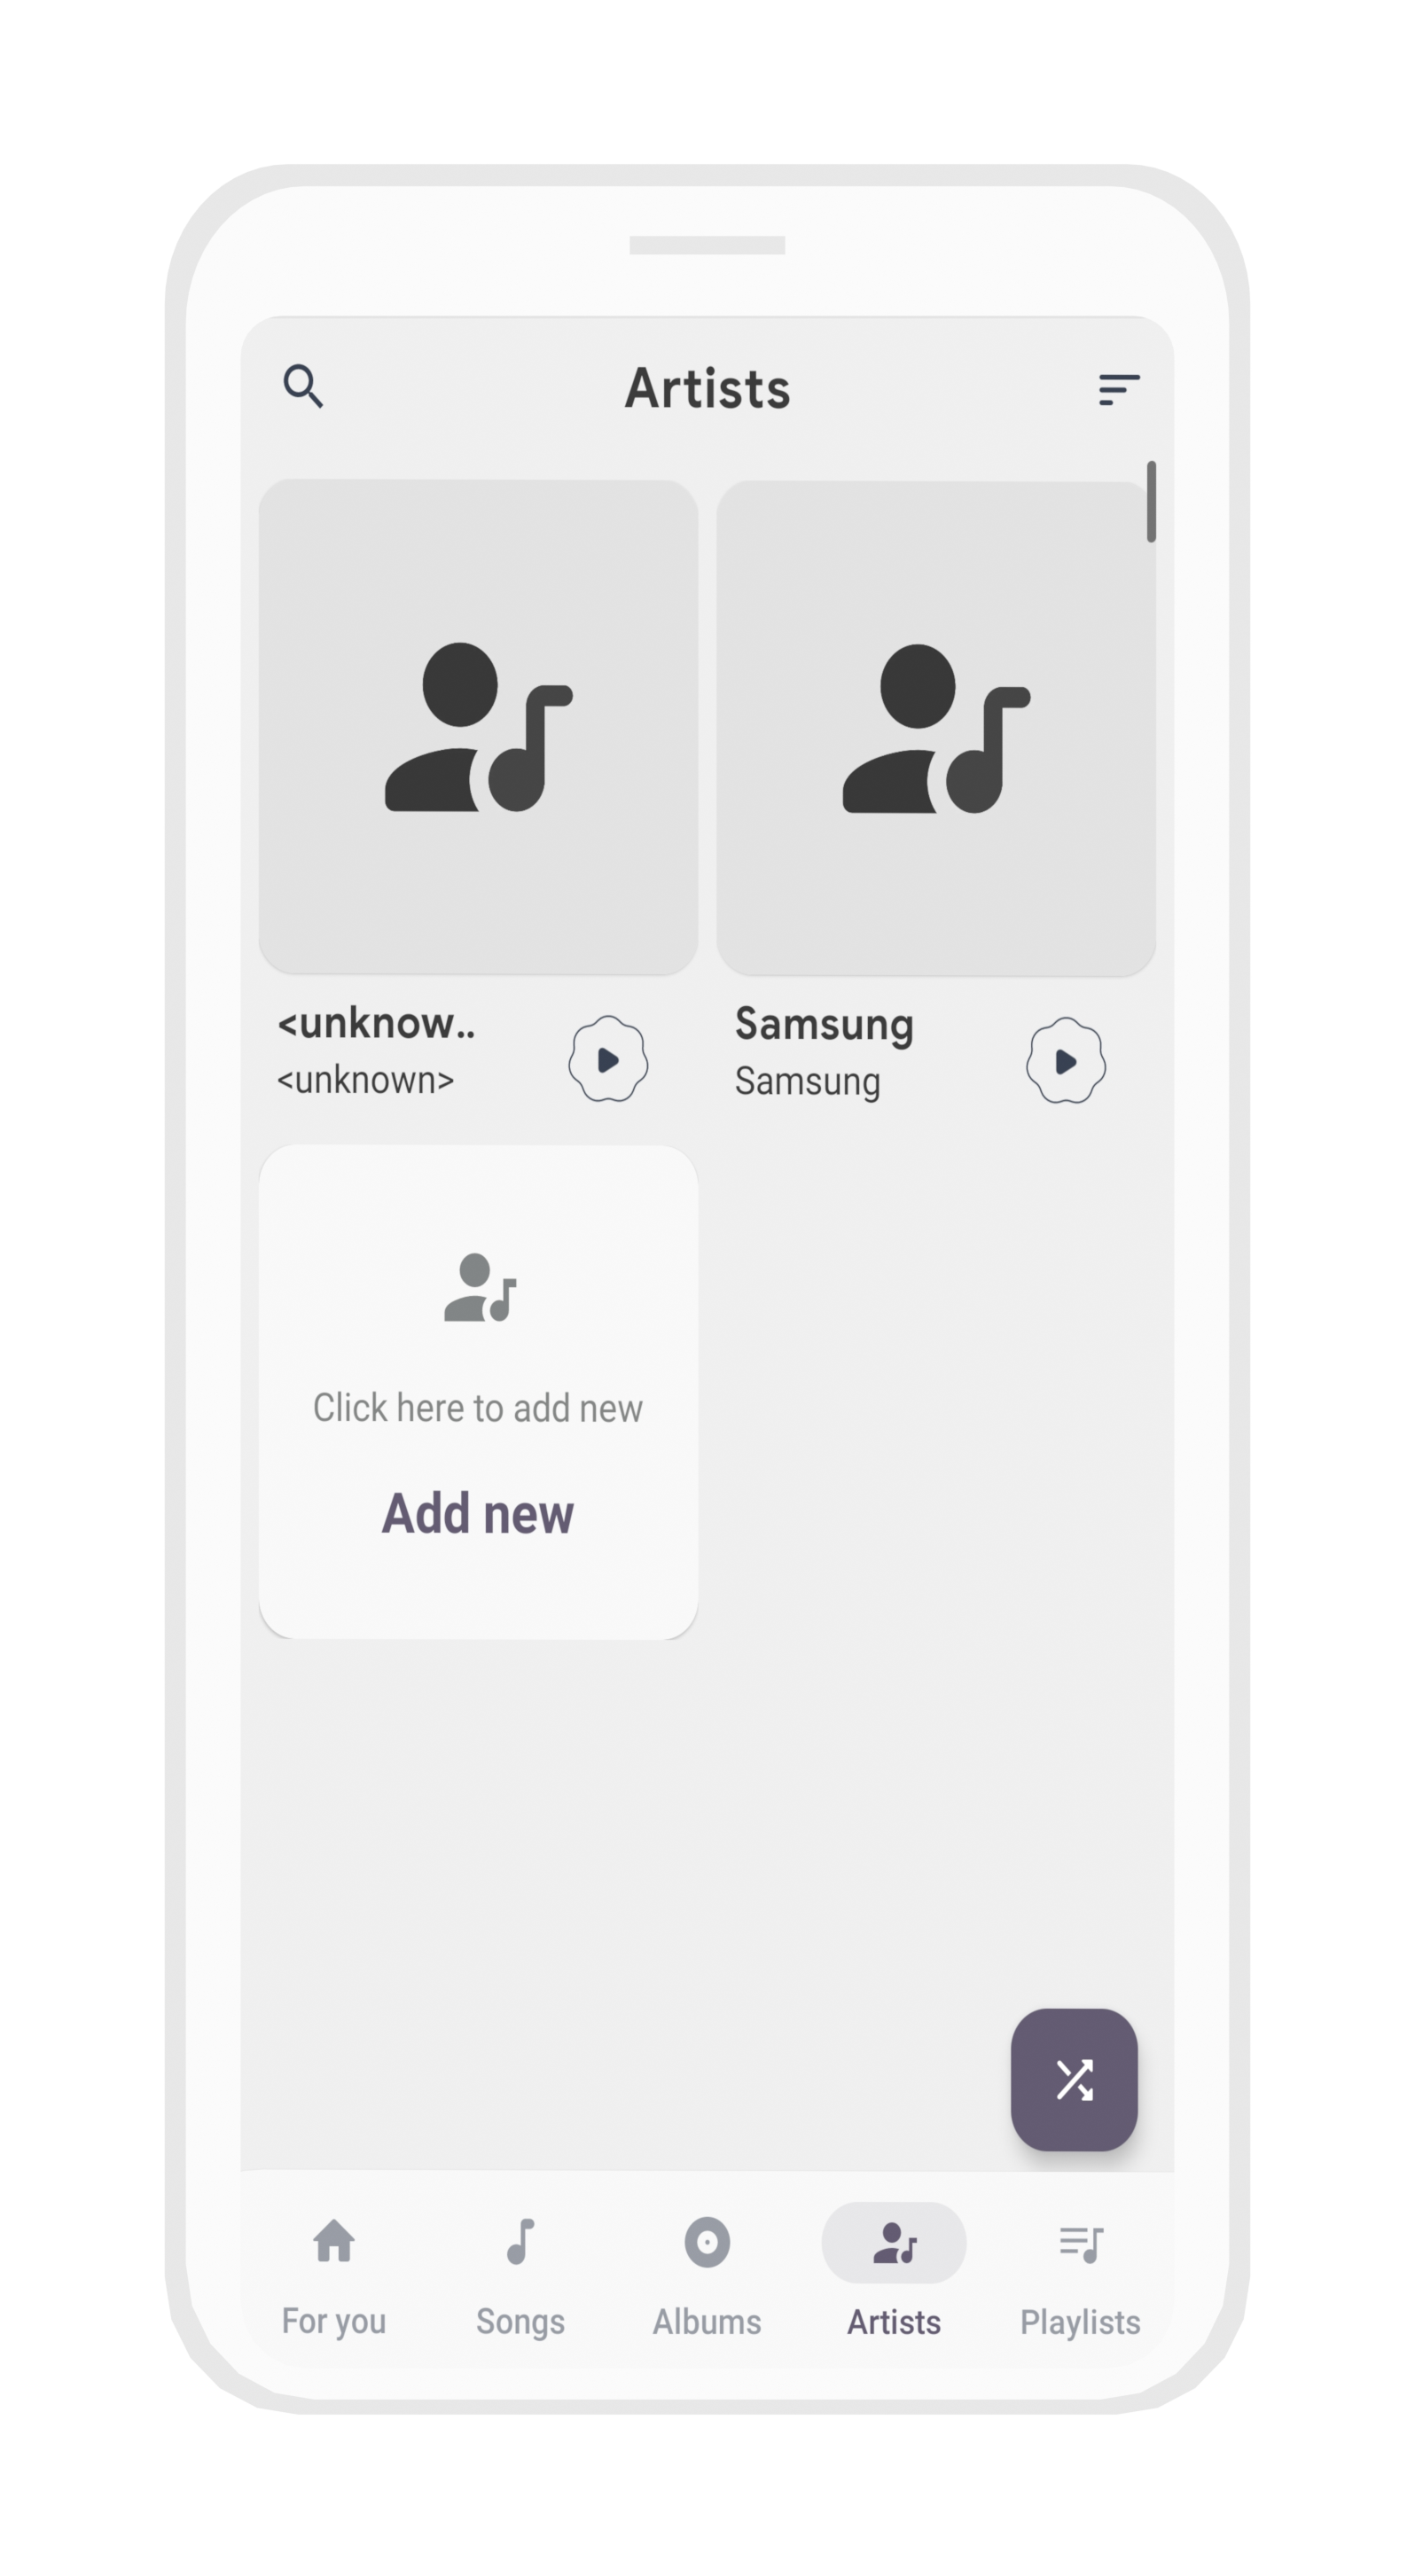 Artists
<unknow..
<unknown>
Samsung
Samsung
Click here to add new
Add new
For you
Songs
Albums
Artists
Playlists